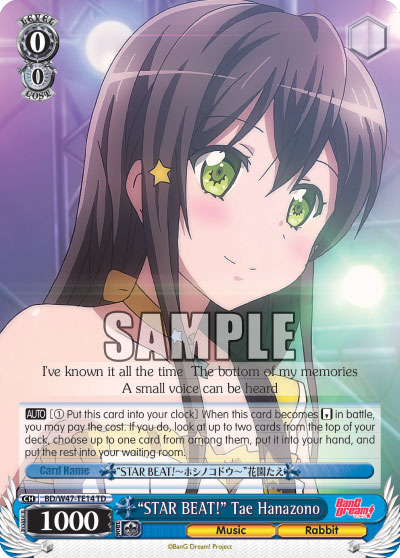 LEVEL
0
0
COST
SAMPLE
I've known it all the time The bottom of my memories
A small voice can be heard
AUTO [① Put this card into your clock] When this card becomes in battle,
you may pay the cost. If you do, look at up to two cards from the top of your
deck, choose up to one card from among them, put it into your hand, and
put the rest into your waiting room.
Card Name
"STAR BEAT!～ホシノコドウ～"花園たえ
CH BD/W47-TE14 TD
1000
"STAR BEAT!" Tae Hanazono
BanG Dream!
Music
Rabbit
©BanG Dream! Project